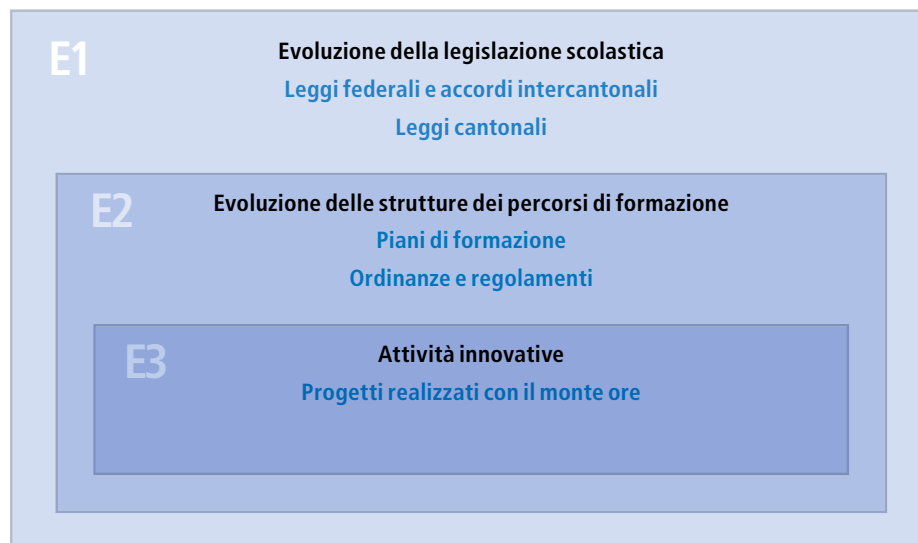 E1
Evoluzione della legislazione scolastica
Leggi federali e accordi intercantonali
Leggi cantonali
E2
Evoluzione delle strutture dei percorsi di formazione
Piani di formazione
Ordinanze e regolamenti
E3
Attività innovative
Progetti realizzati con il monte ore